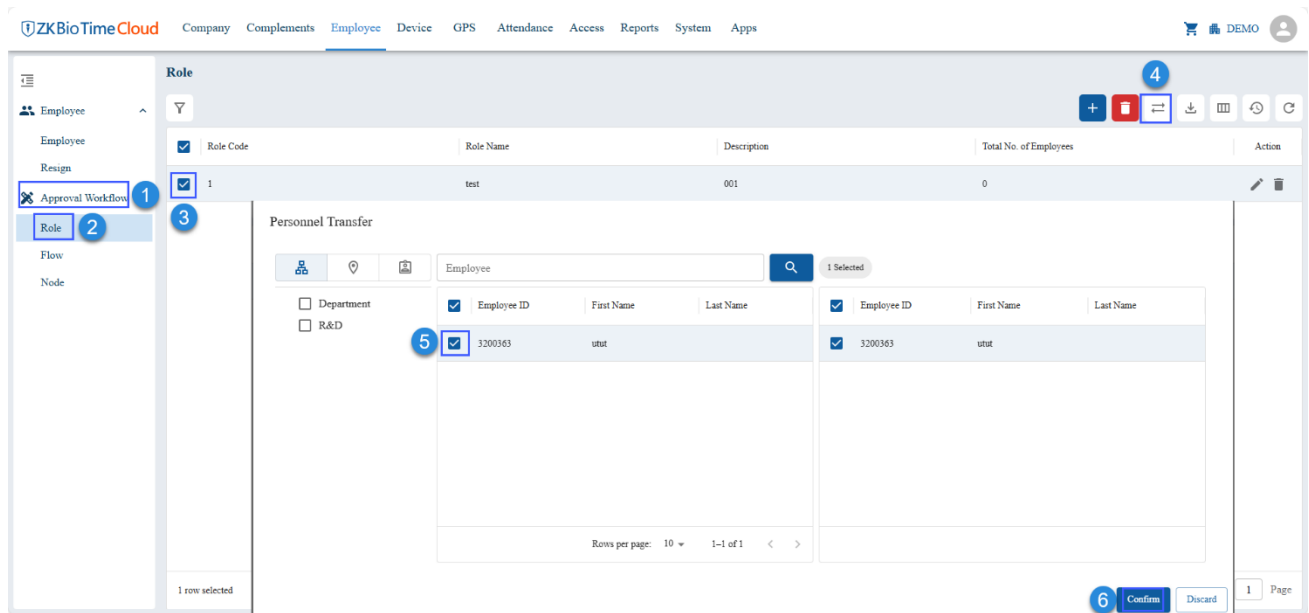 ZKBioTime Cloud Company Complements Employee Device GPS Attendance Access Reports System Apps DEMO
Role
4
Employee
Employee
Role Code Role Name Description Total No. of Employees Action
Resign
1 test 001 0
Approval Workflow 1
3
Role 2
Personnel Transfer
Flow
Employee 1 Selected
Node
Department Employee ID First Name Last Name Employee ID First Name Last Name
R&D
5 3200363 utut 3200363 utut
Rows per page: 10 1–1 of 1
1 row selected
6 Confirm Discard 1 Page